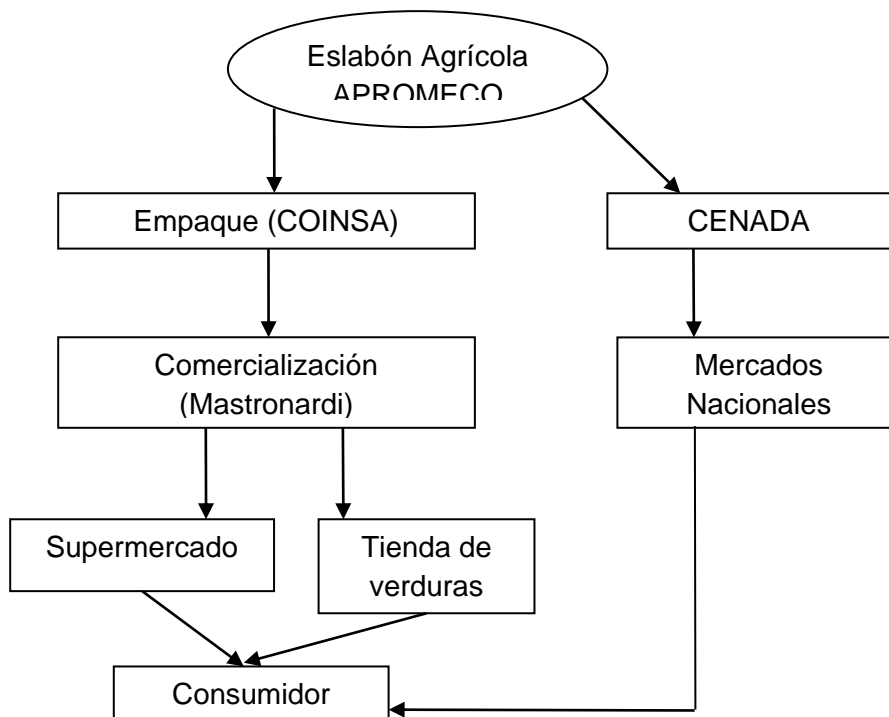 Eslabón Agrícola
APROMECO
Empaque (COINSA)
CENADA
Comercialización
(Mastronardi)
Mercados
Nacionales
Supermercado
Tienda de
verduras
Consumidor